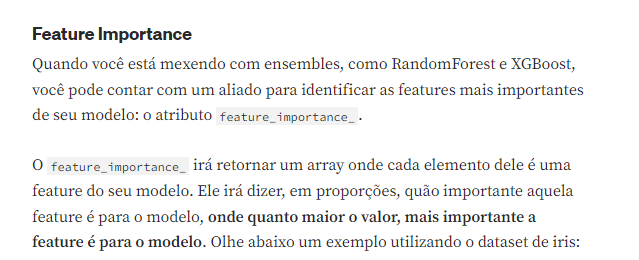 Feature Importance
Quando você está mexendo com ensembles, como RandomForest e XGBoost,
você pode contar com um aliado para identificar as features mais importantes
de seu modelo: o atributo feature_importance_.
O feature_importance_ irá retornar um array onde cada elemento dele é uma
feature do seu modelo. Ele irá dizer, em proporções, quão importante aquela
feature é para o modelo, onde quanto maior o valor, mais importante a
feature é para o modelo. Olhe abaixo um exemplo utilizando o dataset de iris: